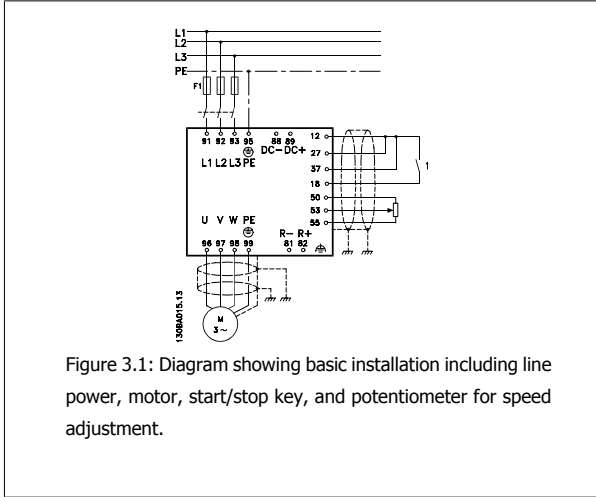 L1
L2
L3
PE
F1
91 92 93 95 88 89
DC- DC+
L1 L2 L3 PE
12
27
37
18
50
53
55
1
U V W PE
R- R+
96 97 98 99 81 82
M
3~
130BA015.13
Figure 3.1: Diagram showing basic installation including line
power, motor, start/stop key, and potentiometer for speed
adjustment.